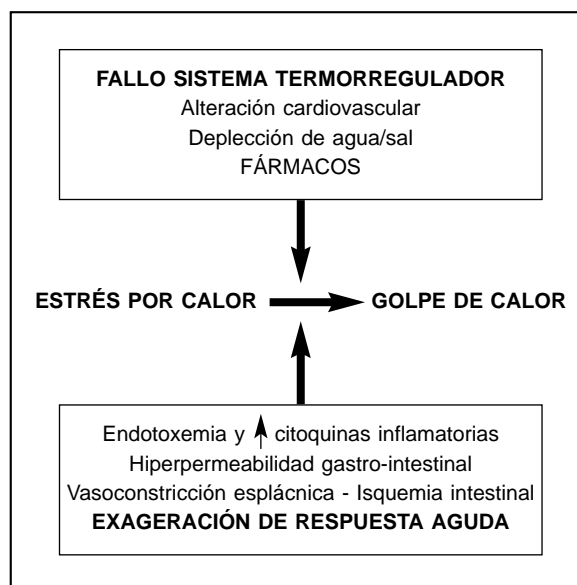 FALLO SISTEMA TERMORREGULADOR
Alteración cardiovascular
Deplección de agua/sal
FÁRMACOS
ESTRÉS POR CALOR GOLPE DE CALOR
Endotoxemia y ↑ citoquinas inflamatorias
Hiperpermeabilidad gastro-intestinal
Vasoconstricción esplácnica - Isquemia intestinal
EXAGERACIÓN DE RESPUESTA AGUDA